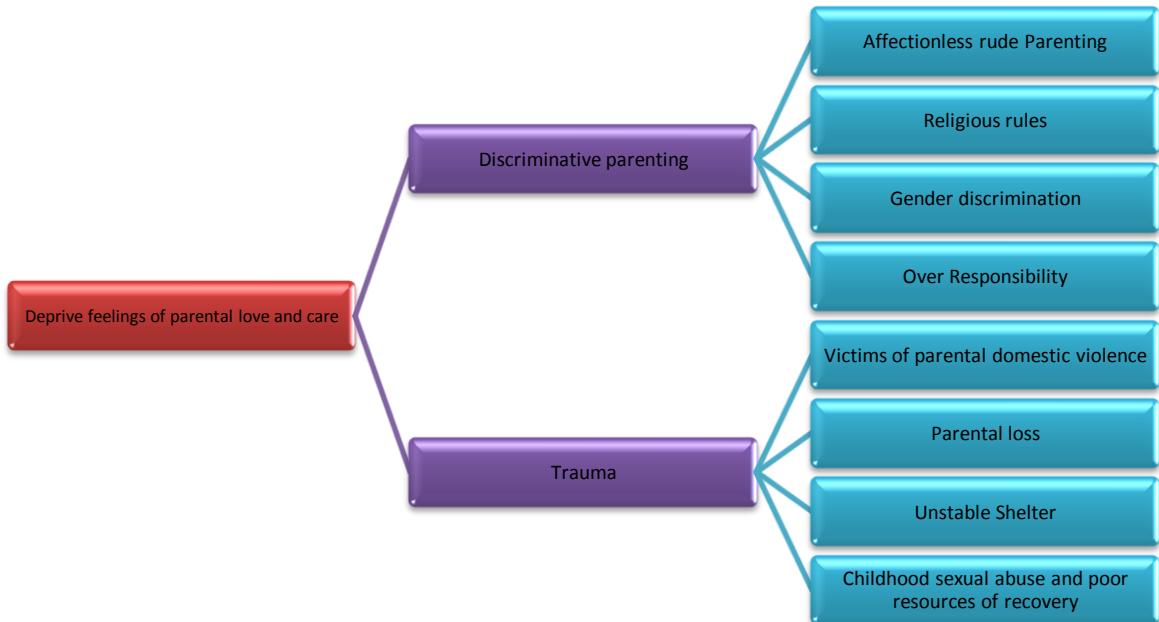 Affectionless rude Parenting
Religious rules
Discriminative parenting
Gender discrimination
Over Responsibility
Deprive feelings of parental love and care
Victims of parental domestic violence
Parental loss
Trauma
Unstable Shelter
Childhood sexual abuse and poor
resources of recovery